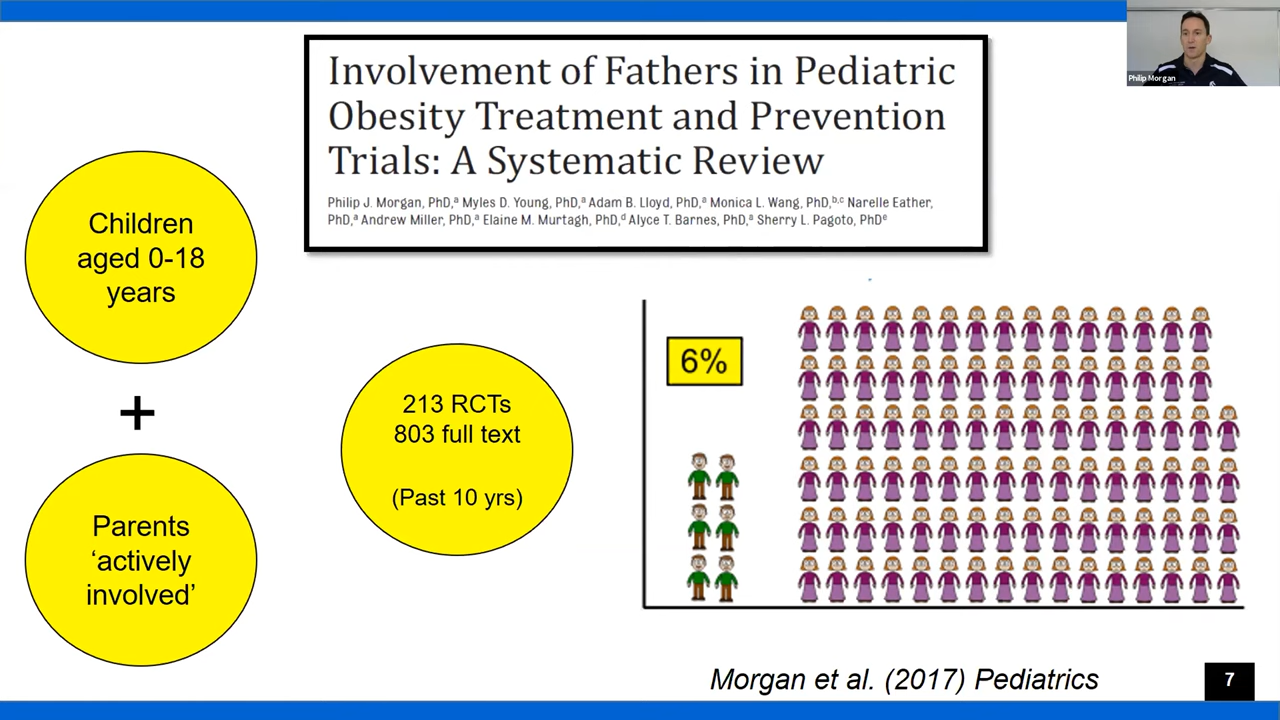 Philip Morgan
Involvement of Fathers in Pediatric
Obesity Treatment and Prevention
Trials: A Systematic Review
Philip J. Morgan, PhD,ᵃ Myles D. Young, PhD,ᵃ Adam B. Lloyd, PhD,ᵃ Monica L. Wang, PhD,ᵇ,ᶜ Narelle Eather,
PhD,ᵃ Andrew Miller, PhD,ᵃ Elaine M. Murtagh, PhD,ᵈ Alyce T. Barnes, PhD,ᵃ Sherry L. Pagoto, PhDᵉ
Children
aged 0-18
years
+
Parents
‘actively
involved’
213 RCTs
803 full text
(Past 10 yrs)
6%
Morgan et al. (2017) Pediatrics
7